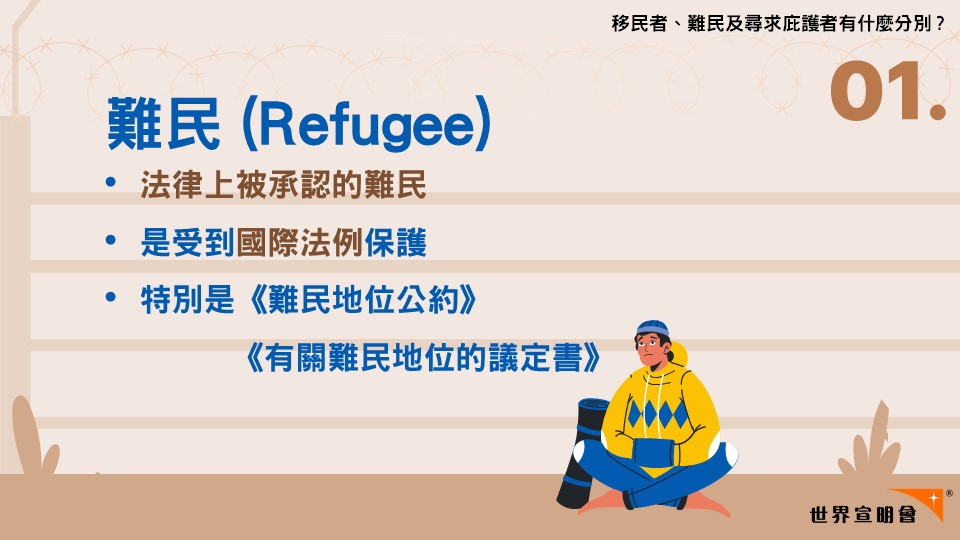 移民者、難民及尋求庇護者有什麼分別？
01.
難民 (Refugee)
• 法律上被承認的難民
• 是受到國際法例保護
• 特別是《難民地位公約》
《有關難民地位的議定書》
世界宣明會®